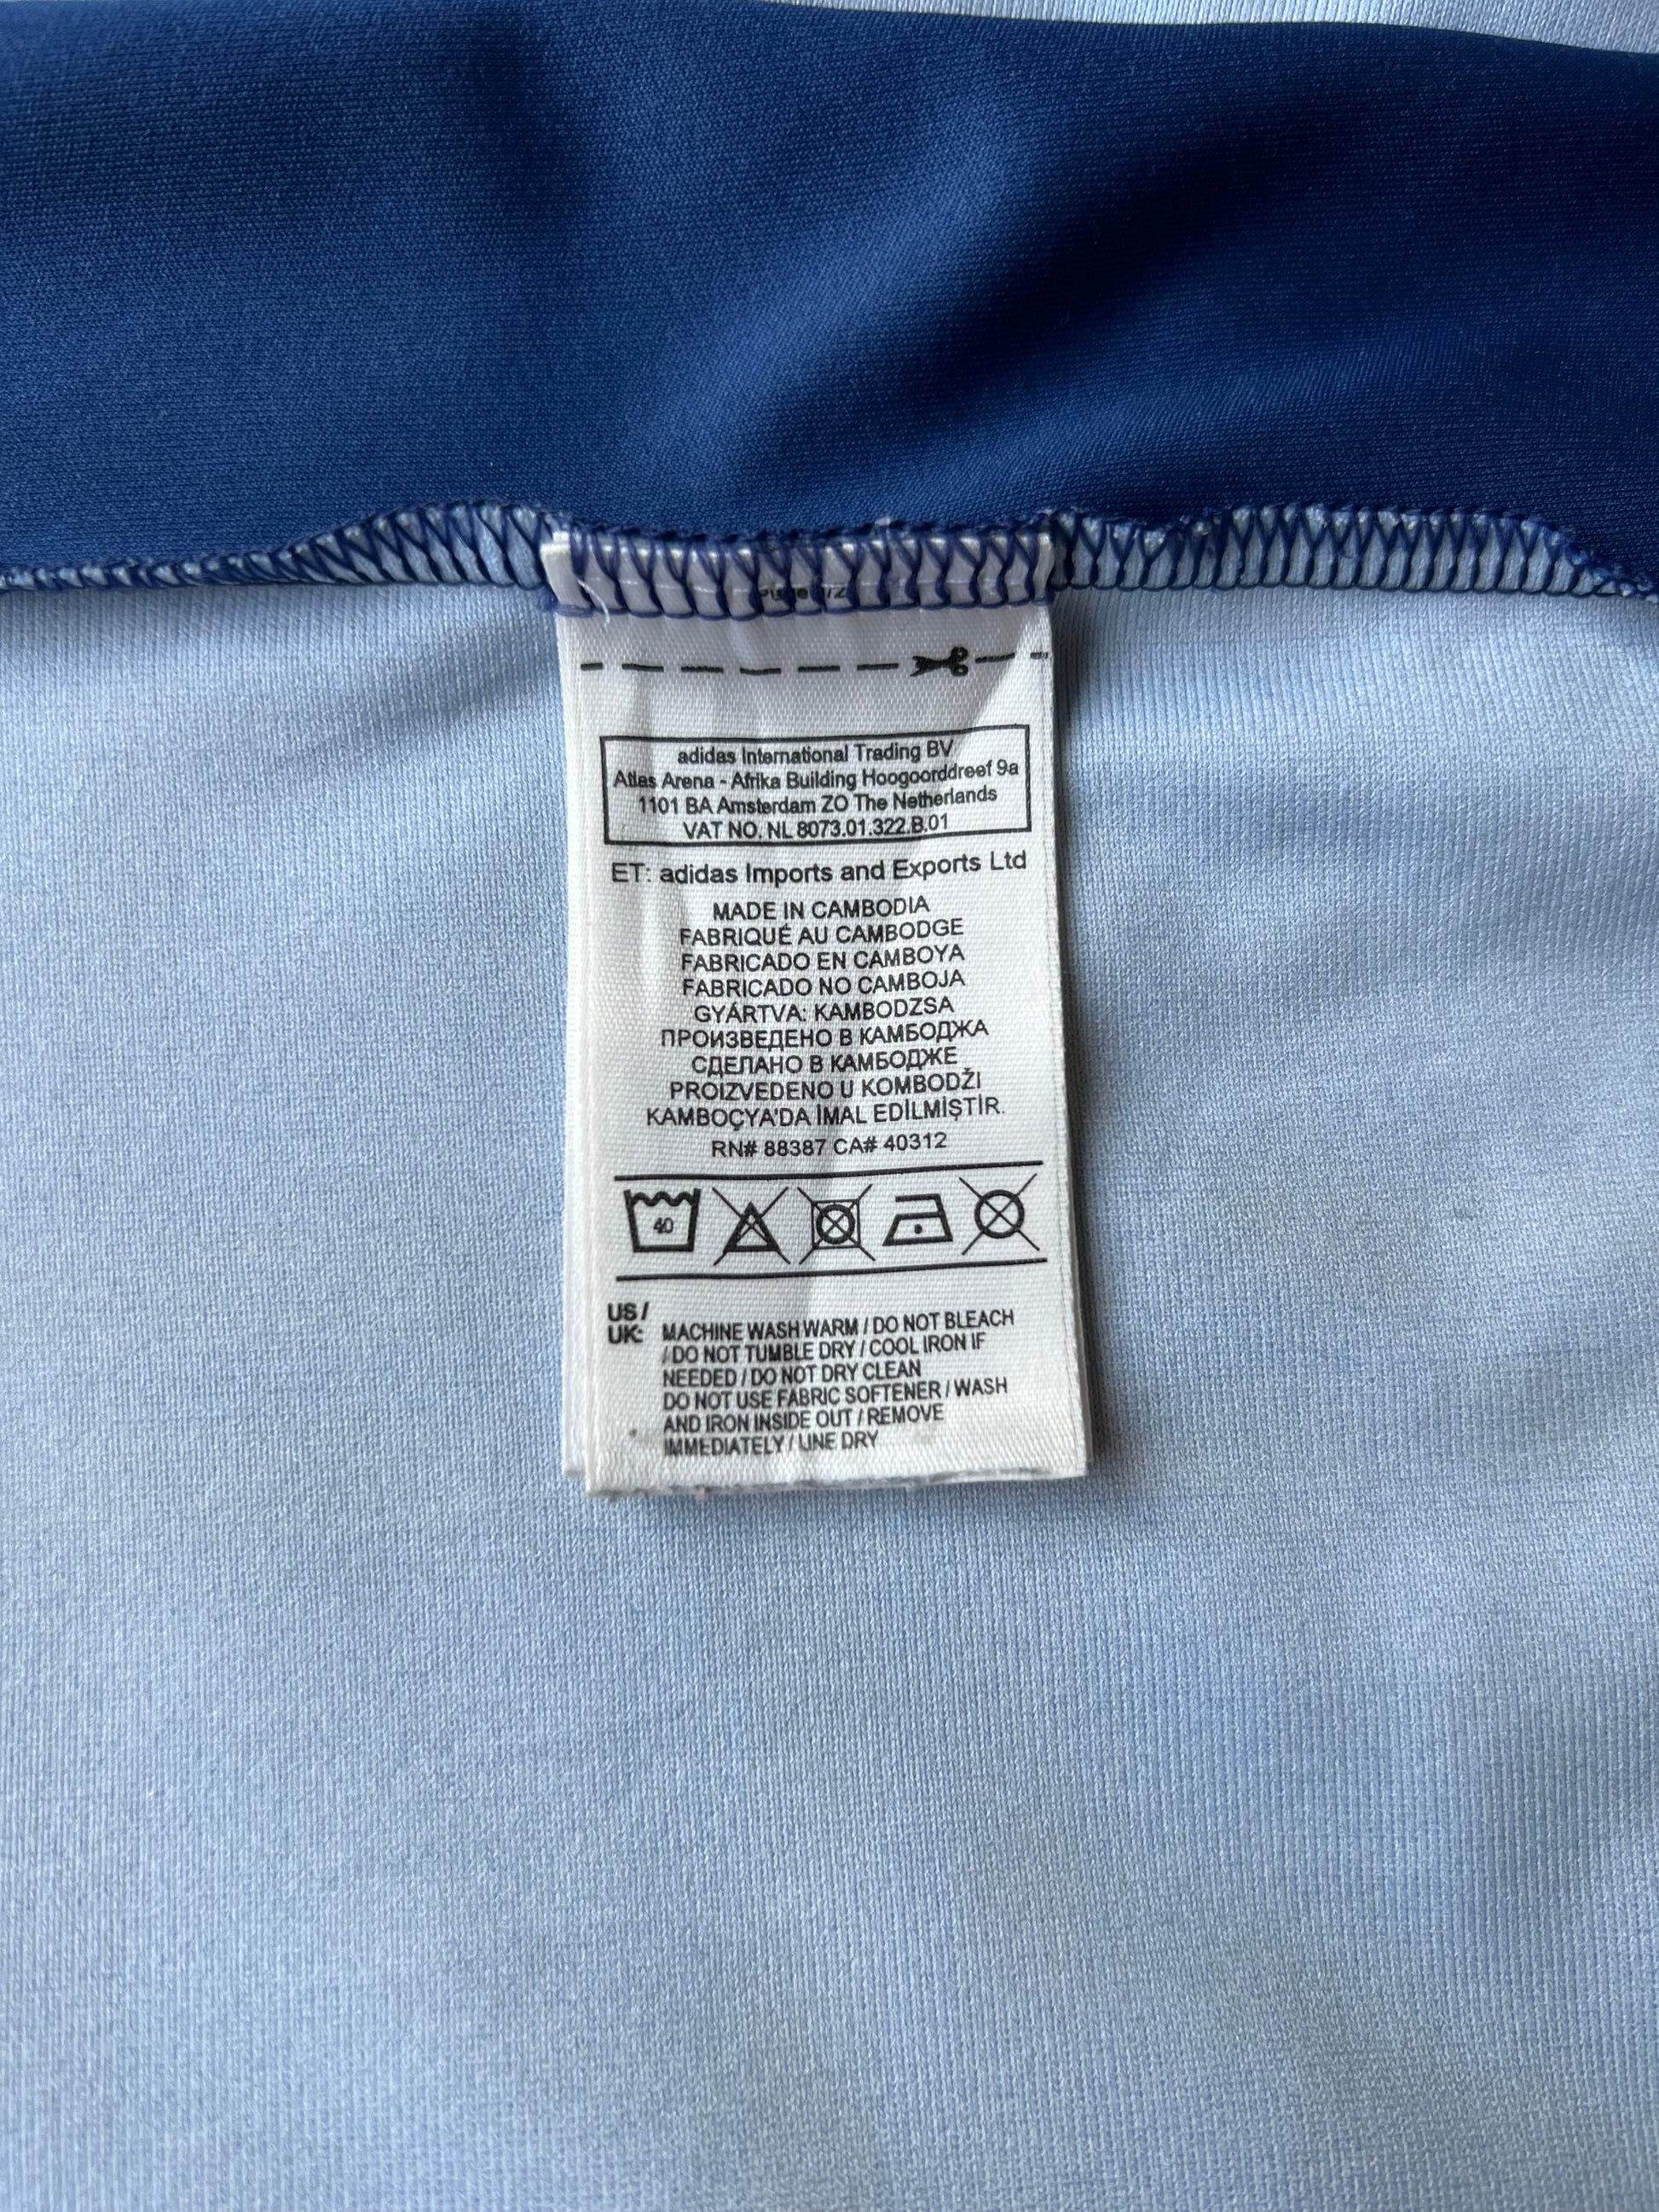 adidas International Trading BV
Atlas Arena - Afrika Building Hoogoorddreef 9a
1101 BA Amsterdam ZO The Netherlands
VAT NO. NL 8073.01.322.B.01
ET: adidas Imports and Exports Ltd
MADE IN CAMBODIA
FABRIQUÉ AU CAMBODGE
FABRICADO EN CAMBOYA
FABRICADO NO CAMBOJA
GYÁRTVA: KAMBODZSA
ПРОИЗВЕДЕНО В КАМБОДЖА
СДЕЛАНО В КАМБОДЖЕ
PROIZVEDENO U KOMBODŽI
KAMBOÇYA'DA İMAL EDİLMİŞTİR.
RN# 88387 CA# 40312
40
US /
UK: MACHINE WASH WARM / DO NOT BLEACH
/ DO NOT TUMBLE DRY / COOL IRON IF
NEEDED / DO NOT DRY CLEAN
DO NOT USE FABRIC SOFTENER / WASH
AND IRON INSIDE OUT / REMOVE
IMMEDIATELY / LINE DRY